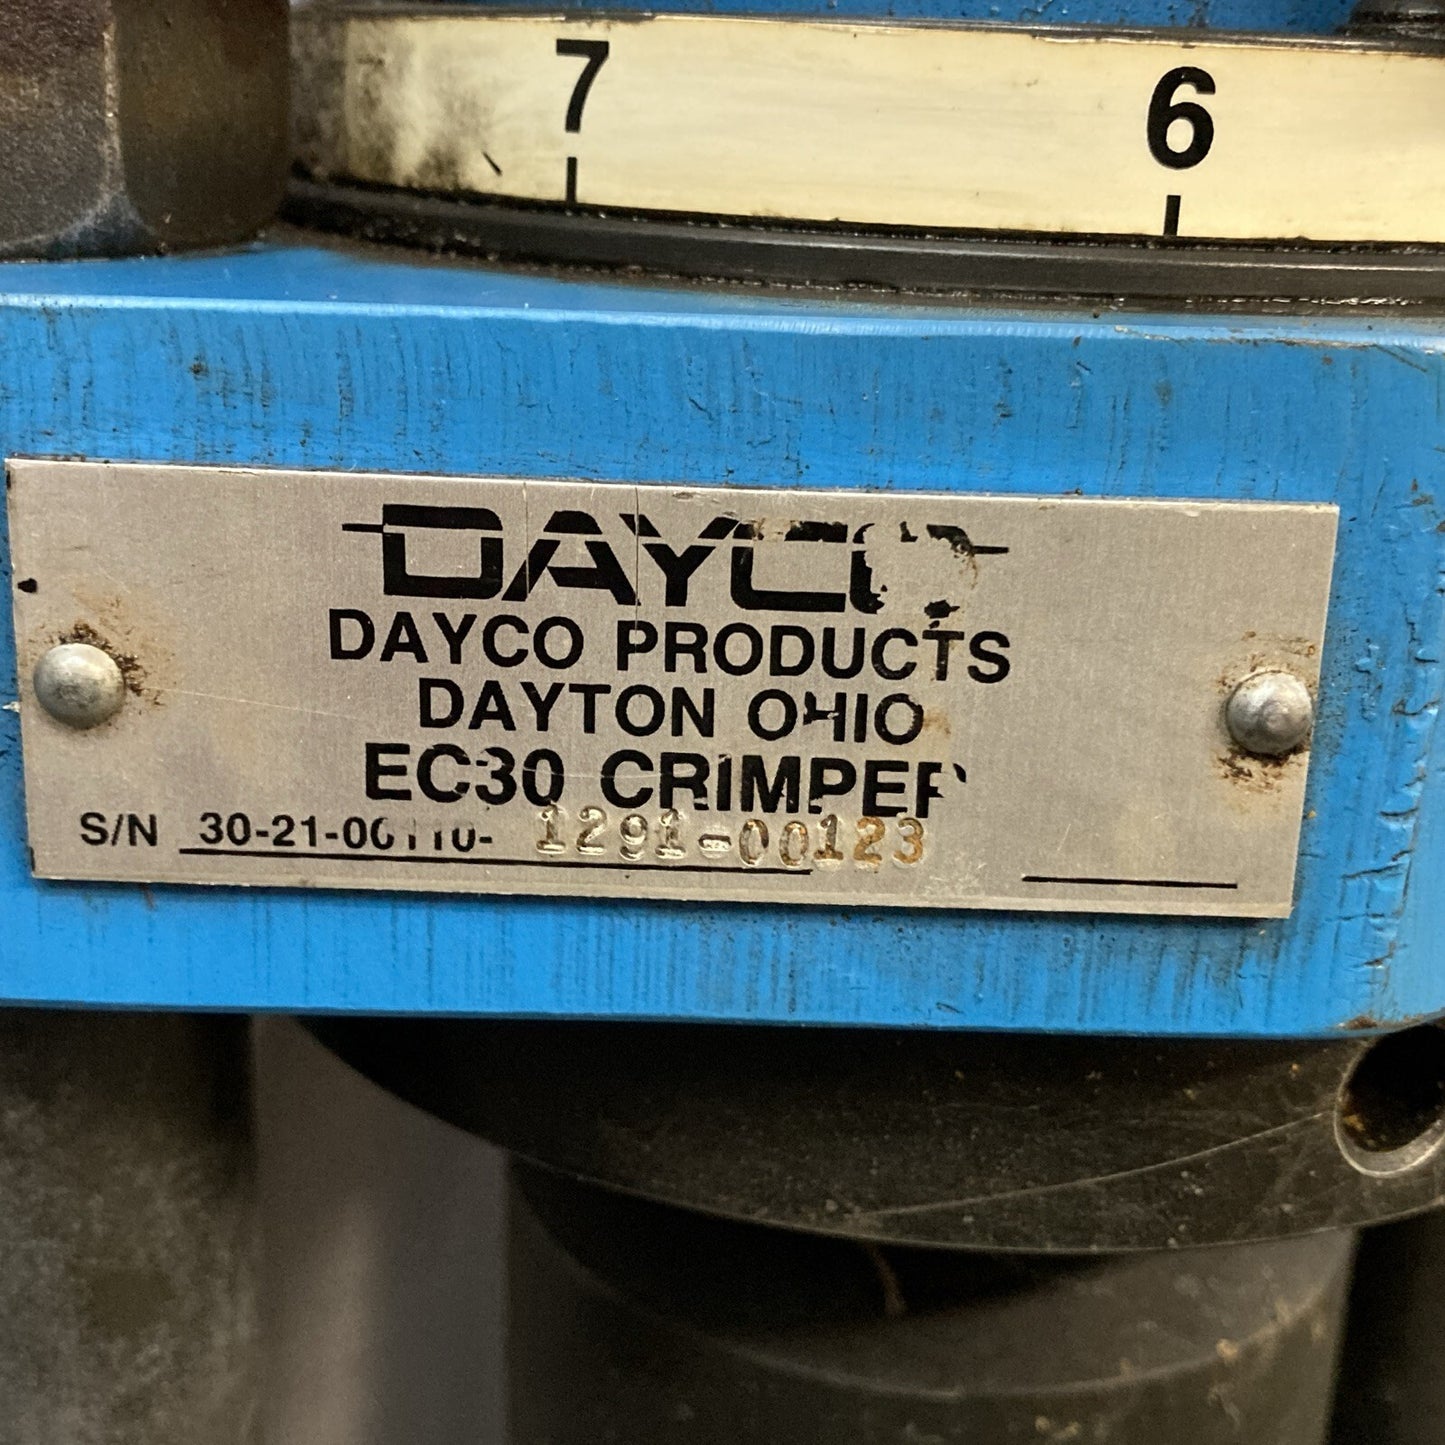 7 6
DAYCO
DAYCO PRODUCTS
DAYTON OHIO
EC30 CRIMPER
S/N 30-21-00110- 1291-00123